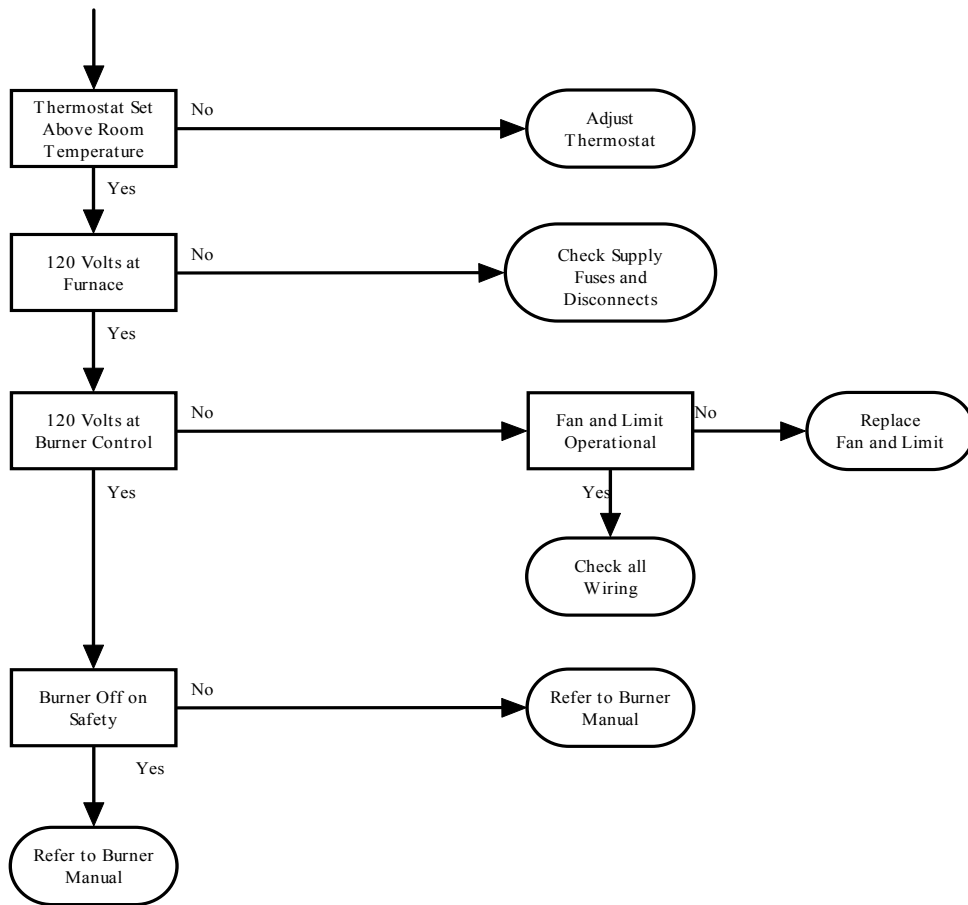 Thermostat Set
Above Room
Temperature
No
Adjust
Thermostat
Yes
120 Volts at
Furnace
No
Check Supply
Fuses and
Disconnects
Yes
120 Volts at
Burner Control
No
Fan and Limit
Operational
No
Replace
Fan and Limit
Yes
Yes
Check all
Wiring
Burner Off on
Safety
No
Refer to Burner
Manual
Yes
Refer to Burner
Manual